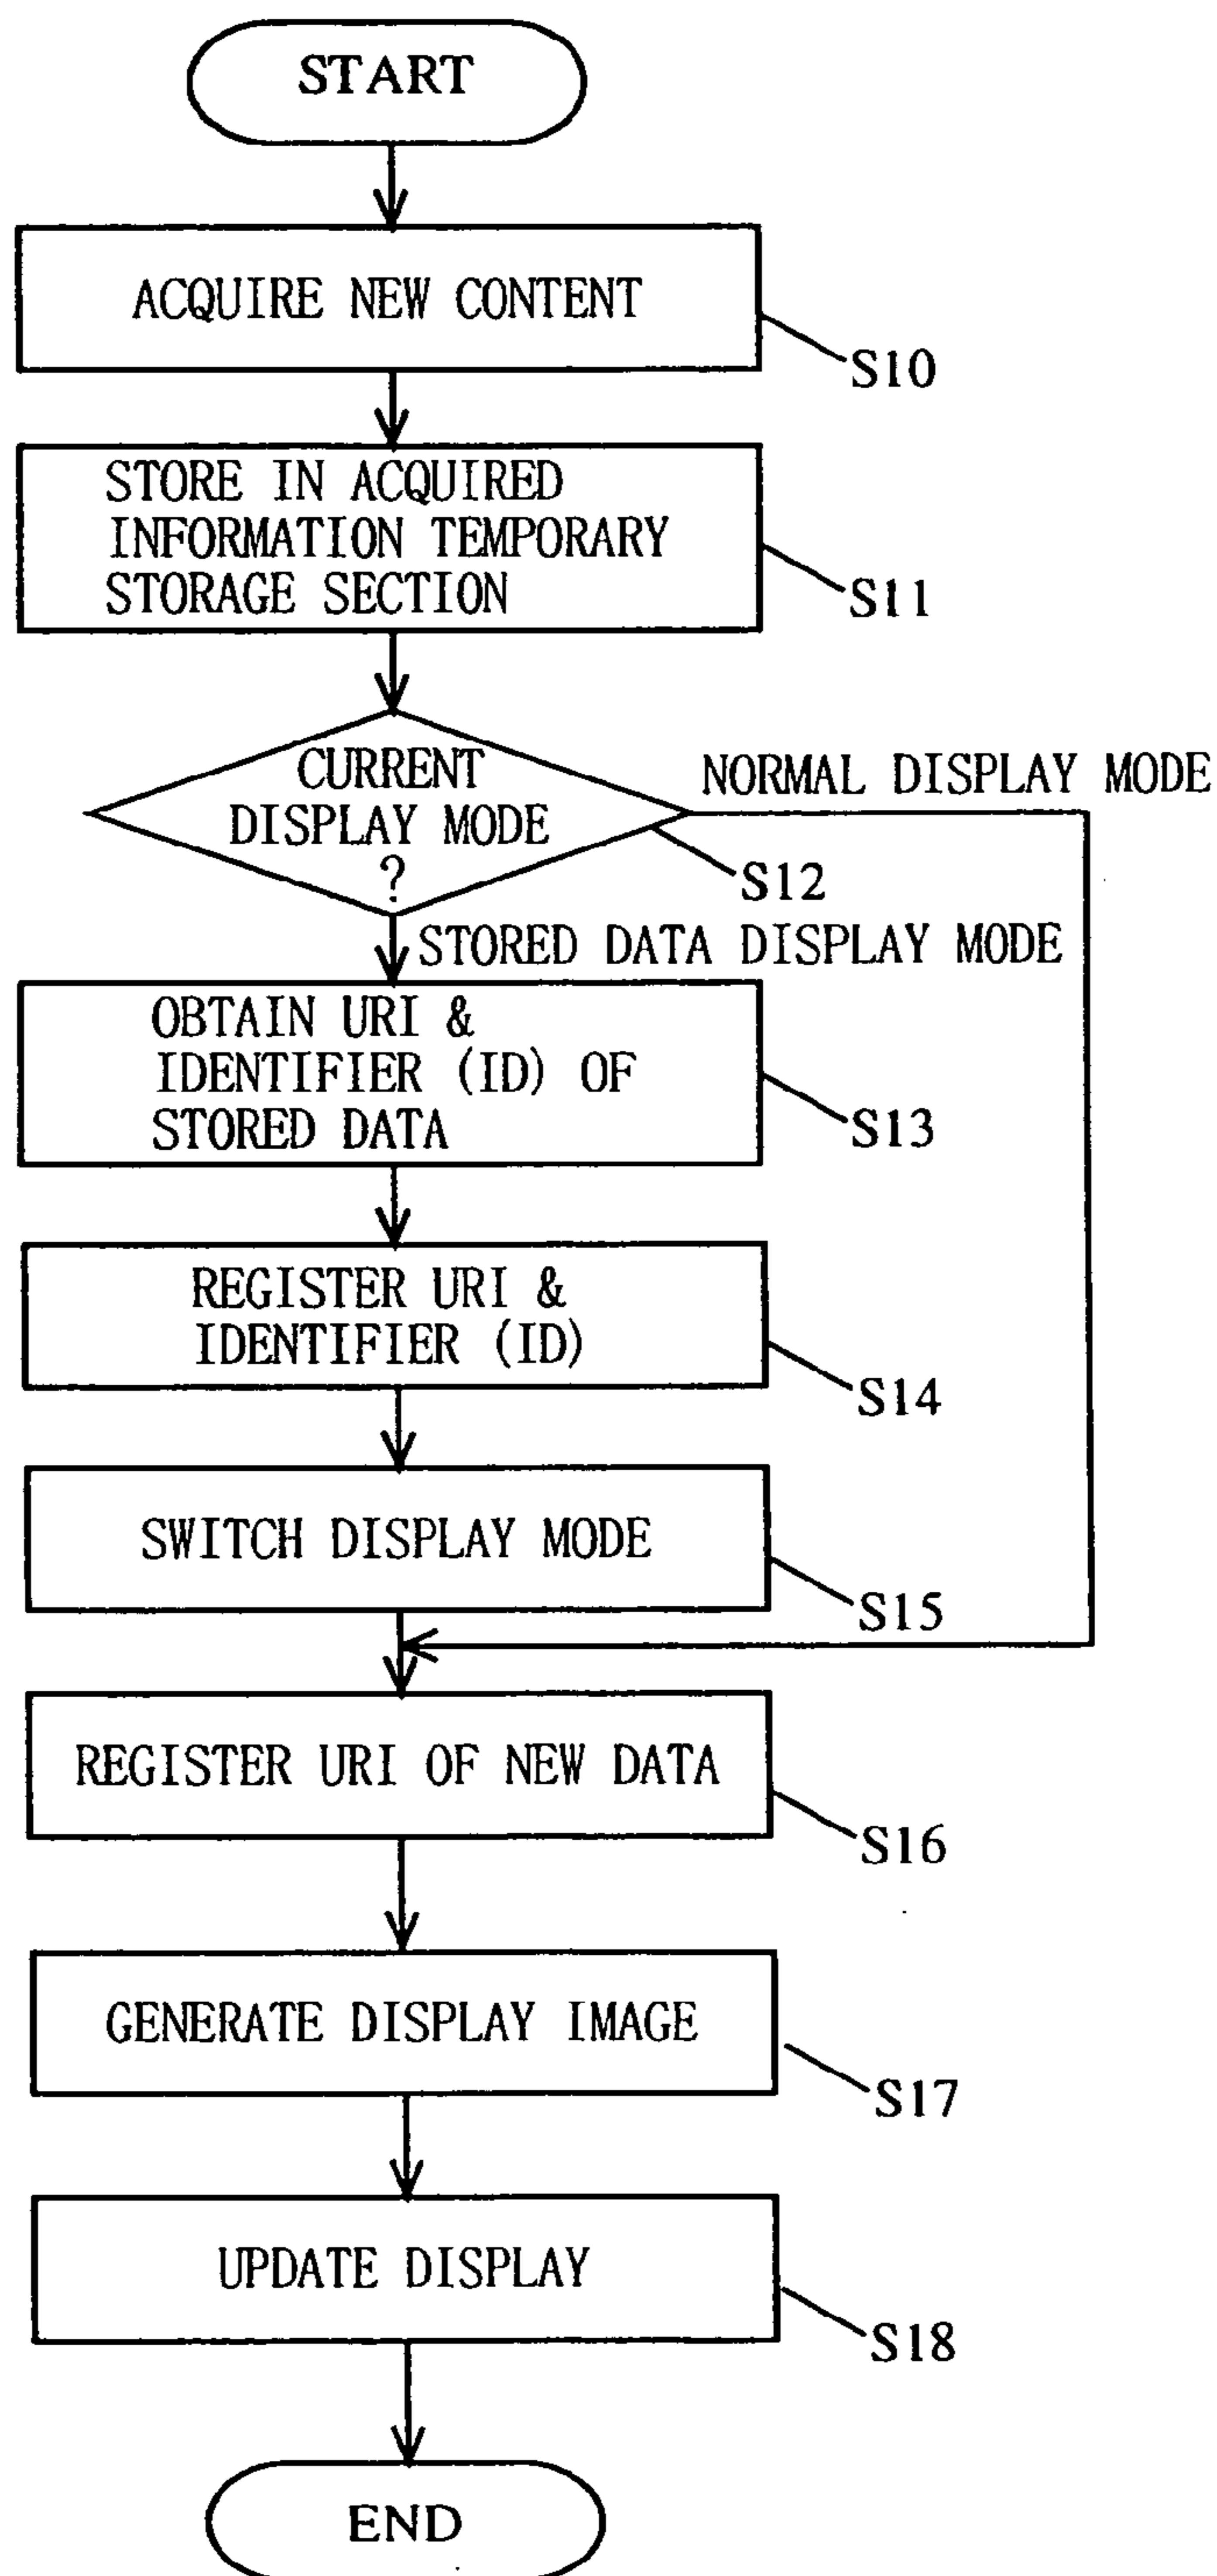 START
ACQUIRE NEW CONTENT
S10
STORE IN ACQUIRED
INFORMATION TEMPORARY
STORAGE SECTION
S11
CURRENT
DISPLAY MODE
?
NORMAL DISPLAY MODE
S12
STORED DATA DISPLAY MODE
OBTAIN URI &
IDENTIFIER (ID) OF
STORED DATA
S13
REGISTER URI &
IDENTIFIER (ID)
S14
SWITCH DISPLAY MODE
S15
REGISTER URI OF NEW DATA
S16
GENERATE DISPLAY IMAGE
S17
UPDATE DISPLAY
S18
END